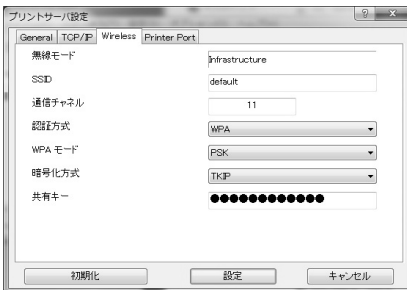 プリントサーバ設定
General TCP/IP Wireless Printer Port
無線モード Infrastructure
SSID default
通信チャネル 11
認証方式 WPA
WPA モード PSK
暗号化方式 TKIP
共有キー ●●●●●●●●●●●●
初期化 設定 キャンセル